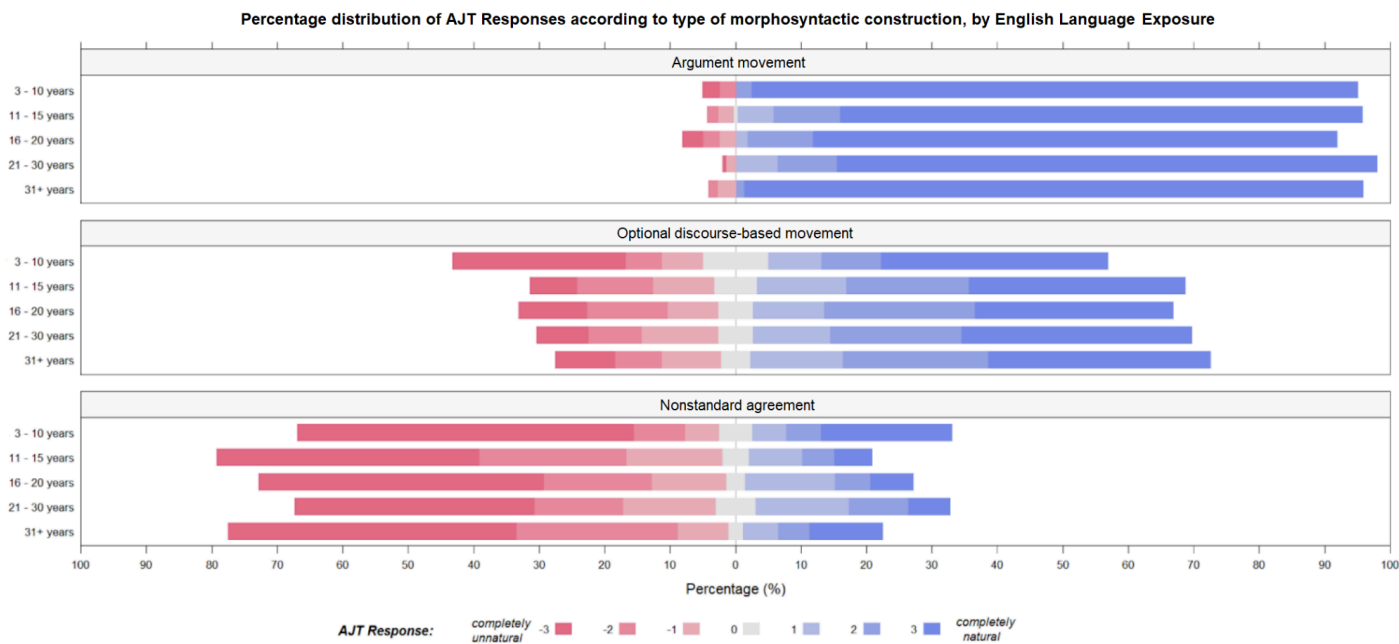 Percentage distribution of AJT Responses according to type of morphosyntactic construction, by English Language Exposure
Argument movement
3 - 10 years
11 - 15 years
16 - 20 years
21 - 30 years
31+ years
Optional discourse-based movement
3 - 10 years
11 - 15 years
16 - 20 years
21 - 30 years
31+ years
Nonstandard agreement
3 - 10 years
11 - 15 years
16 - 20 years
21 - 30 years
31+ years
100 90 80 70 60 50 40 30 20 10 0 10 20 30 40 50 60 70 80 90 100
Percentage (%)
AJT Response: completely unnatural -3 -2 -1 0 1 2 3 completely natural